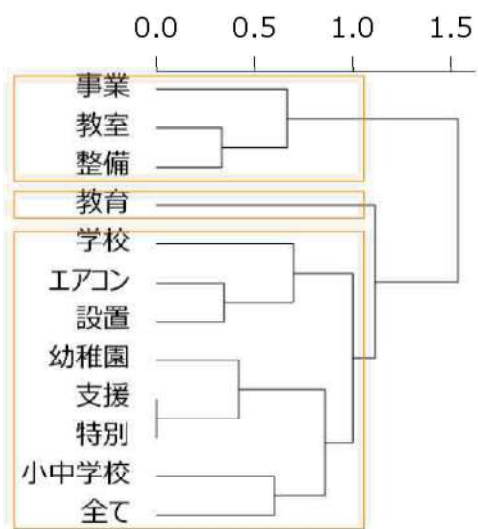 0.0 0.5 1.0 1.5
事業
教室
整備
教育
学校
エアコン
設置
幼稚園
支援
特別
小中学校
全て